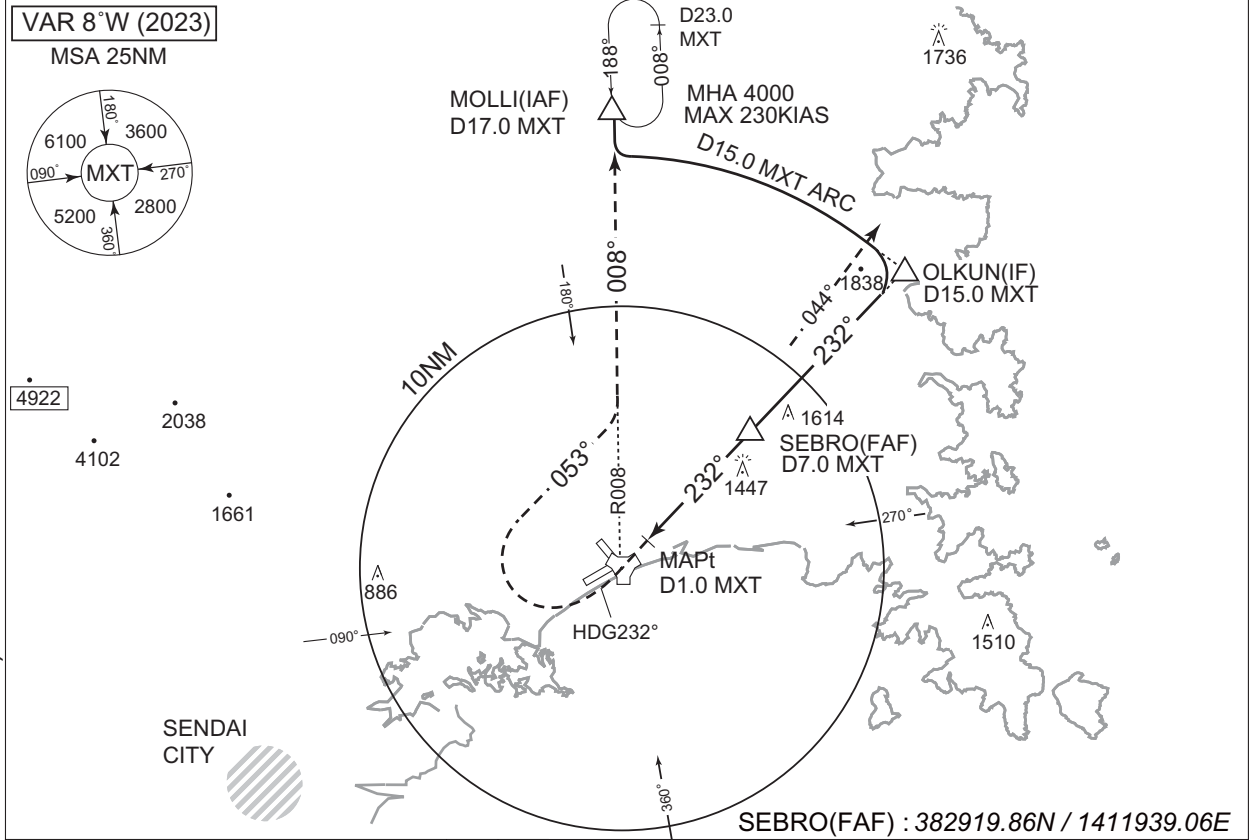 VAR 8°W (2023)
MSA 25NM
180°
6100
3600
090°
MXT
270°
5200
2800
360°
D23.0
MXT
188°
008°
MOLLI(IAF)
D17.0 MXT
MHA 4000
MAX 230KIAS
D15.0 MXT ARC
1736
008°
180°
1838
OLKUN(IF)
D15.0 MXT
044°
232°
10NM
4922
2038
4102
1661
1614
SEBRO(FAF)
D7.0 MXT
053°
232°
1447
R008
270°
MAPt
D1.0 MXT
886
HDG232°
090°
1510
SENDAI
CITY
360°
SEBRO(FAF) : 382919.86N / 1411939.06E